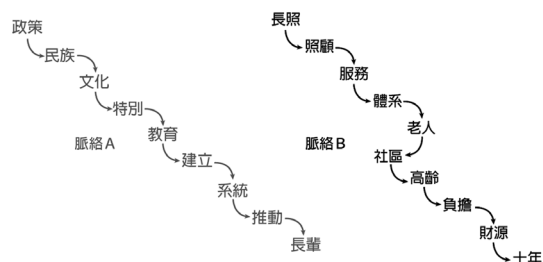 政策
民族
文化
特別
教育
建立
系統
推動
長輩
脈絡A
長照
照顧
服務
體系
老人
社區
高齡
負擔
財源
十年
脈絡B